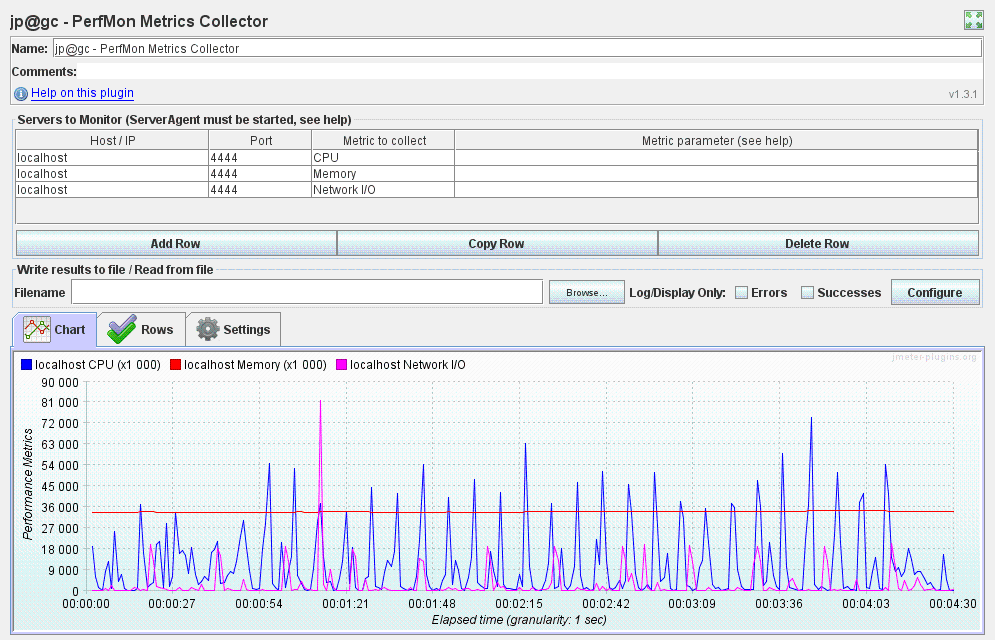 jp@gc - PerfMon Metrics Collector
Name: jp@gc - PerfMon Metrics Collector
Comments:
Help on this plugin
v1.3.1
Servers to Monitor (ServerAgent must be started, see help)
Host / IP Port Metric to collect Metric parameter (see help)
localhost 4444 CPU
localhost 4444 Memory
localhost 4444 Network I/O
Add Row Copy Row Delete Row
Write results to file / Read from file
Filename Browse... Log/Display Only: Errors Successes Configure
Chart Rows Settings
jmeter-plugins.org
localhost CPU (x1 000) localhost Memory (x1 000) localhost Network I/O
90 000
81 000
72 000
63 000
54 000
45 000
36 000
27 000
18 000
9 000
0
Performance Metrics
00:00:00 00:00:27 00:00:54 00:01:21 00:01:48 00:02:15 00:02:42 00:03:09 00:03:36 00:04:03 00:04:30
Elapsed time (granularity: 1 sec)